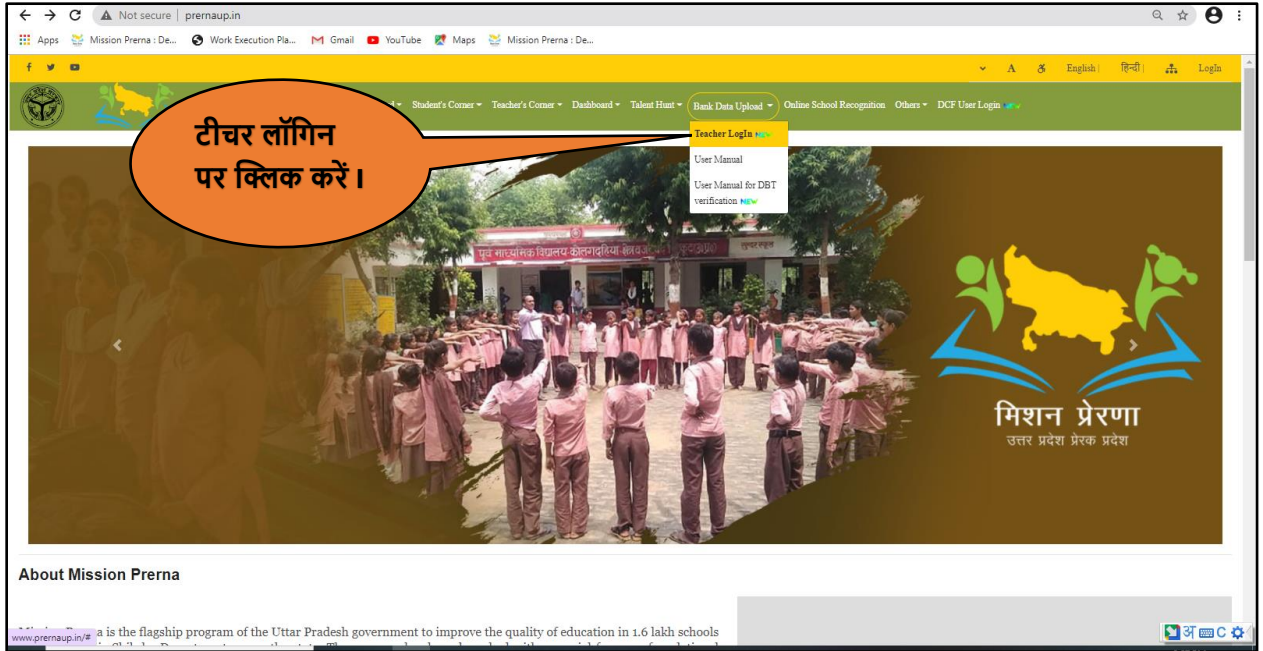 Not secure | prernaup.in
Apps Mission Prerna : De... Work Execution Pla... Gmail YouTube Maps Mission Prerna : De...
A English | हिन्दी | LogIn
Student's Corner Teacher's Corner Dashboard Talent Hunt Bank Data Upload Online School Recognition Others DCF User Login NEW
टीचर लॉगिन
पर क्लिक करें।
Teacher LogIn NEW
User Manual
User Manual for DBT
verification NEW
मिशन प्रेरणा
उत्तर प्रदेश प्रेरक प्रदेश
About Mission Prerna
is the flagship program of the Uttar Pradesh government to improve the quality of education in 1.6 lakh schools
www.prernaup.in/#
अ C